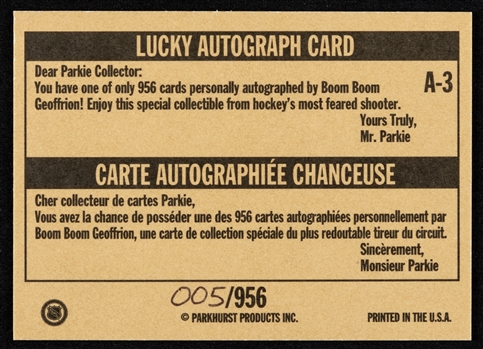 LUCKY AUTOGRAPH CARD
Dear Parkie Collector:
You have one of only 956 cards personally autographed by Boom Boom
Geoffrion! Enjoy this special collectible from hockey's most feared shooter.
A-3
Yours Truly,
Mr. Parkie
CARTE AUTOGRAPHIÉE CHANCEUSE
Cher collecteur de cartes Parkie,
Vous avez la chance de posséder une des 956 cartes autographiées personnellement par
Boom Boom Geoffrion, une carte de collection spéciale du plus redoutable tireur du circuit.
Sincèrement,
Monsieur Parkie
005/956
© PARKHURST PRODUCTS INC.
PRINTED IN THE U.S.A.